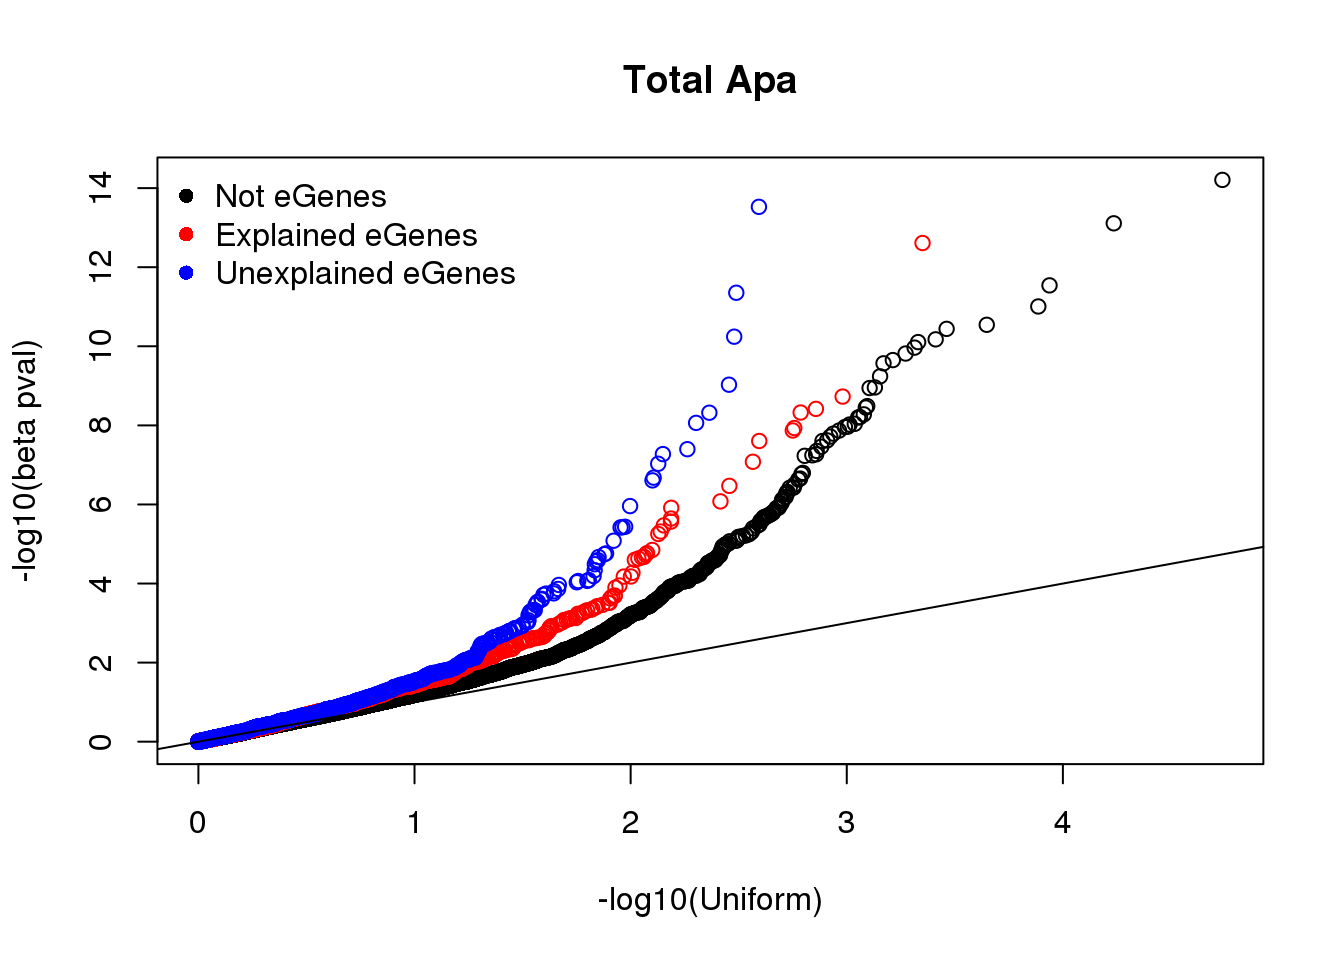 Total Apa
Not eGenes
Explained eGenes
Unexplained eGenes
-log10(beta pval)
14
12
10
8
6
4
2
0
0 1 2 3 4
-log10(Uniform)